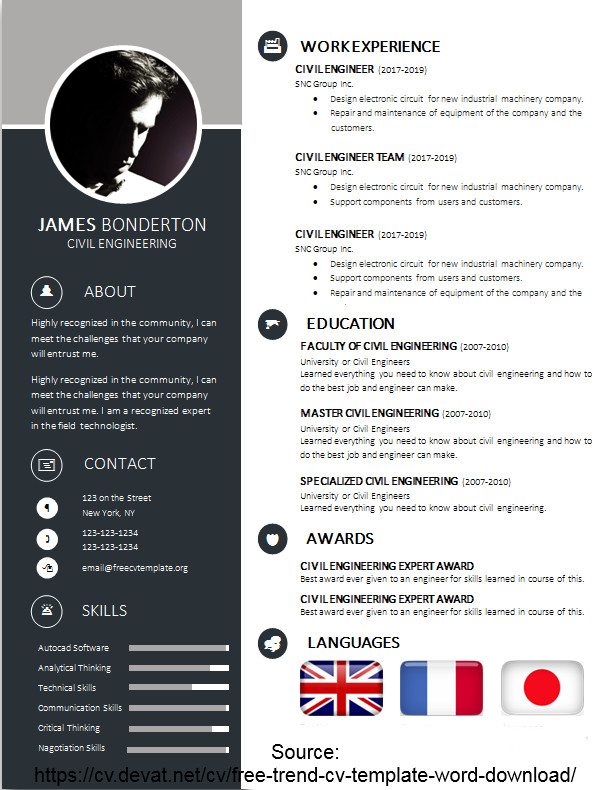 JAMES BONDERTON
CIVIL ENGINEERING
ABOUT
Highly recognized in the community, I can
meet the challenges that your company
will entrust me.
Highly recognized in the community, I can
meet the challenges that your company
will entrust me. I am a recognized expert
in the field technologist.
CONTACT
123 on the Street
New York, NY
123-123-1234
123-123-1234
email@freecvtemplate.org
SKILLS
Autocad Software
Analytical Thinking
Technical Skills
Communication Skills
Critical Thinking
Nagotiation Skills
WORK EXPERIENCE
CIVIL ENGINEER (2017-2019)
SNC Group Inc.
• Design electronic circuit for new industrial machinery company.
• Repair and maintenance of equipment of the company and the
customers.
CIVIL ENGINEER TEAM (2017-2019)
SNC Group Inc.
• Design electronic circuit for new industrial machinery company.
• Support components from users and customers.
CIVIL ENGINEER (2017-2019)
SNC Group Inc.
• Design electronic circuit for new industrial machinery company.
• Support components from users and customers.
• Repair and maintenance of equipment of the company and the
EDUCATION
FACULTY OF CIVIL ENGINEERING (2007-2010)
University or Civil Engineers
Learned everything you need to know about civil engineering and how to
do the best job and engineer can make.
MASTER CIVIL ENGINEERING (2007-2010)
University or Civil Engineers
Learned everything you need to know about civil engineering and how to
do the best job and engineer can make.
SPECIALIZED CIVIL ENGINEERING (2007-2010)
University or Civil Engineers
Learned everything you need to know about civil engineering.
AWARDS
CIVIL ENGINEERING EXPERT AWARD
Best award ever given to an engineer for skills learned in course of this.
CIVIL ENGINEERING EXPERT AWARD
Best award ever given to an engineer for skills learned in course of this.
LANGUAGES
Source:
https://cv.devat.net/cv/free-trend-cv-template-word-download/